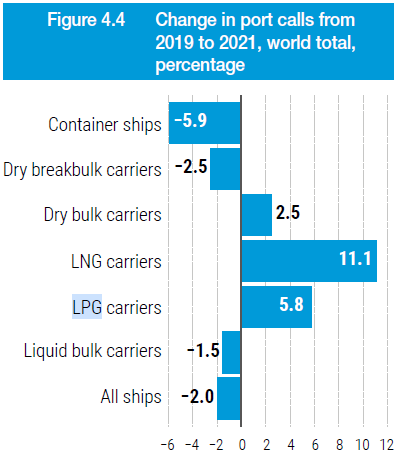 Figure 4.4 Change in port calls from
2019 to 2021, world total,
percentage
Container ships −5.9
Dry breakbulk carriers −2.5
Dry bulk carriers 2.5
LNG carriers 11.1
LPG carriers 5.8
Liquid bulk carriers −1.5
All ships −2.0
−6 −4 −2 0 2 4 6 8 10 12